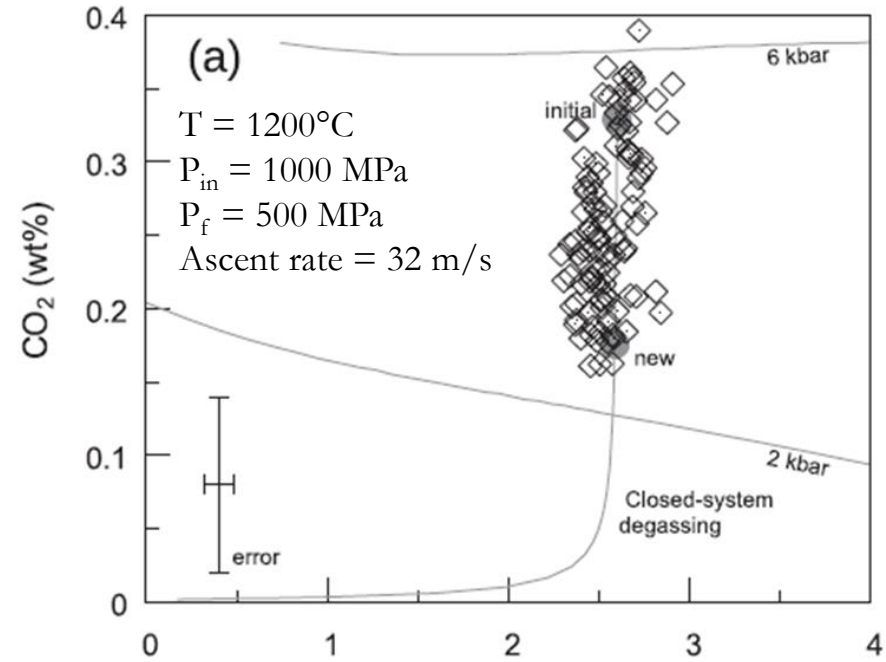 0.4
(a)
6 kbar
T = 1200°C
P_in = 1000 MPa
P_f = 500 MPa
Ascent rate = 32 m/s
initial
0.3
CO₂ (wt%)
0.2
new
2 kbar
0.1
Closed-system
degassing
error
0
0 1 2 3 4